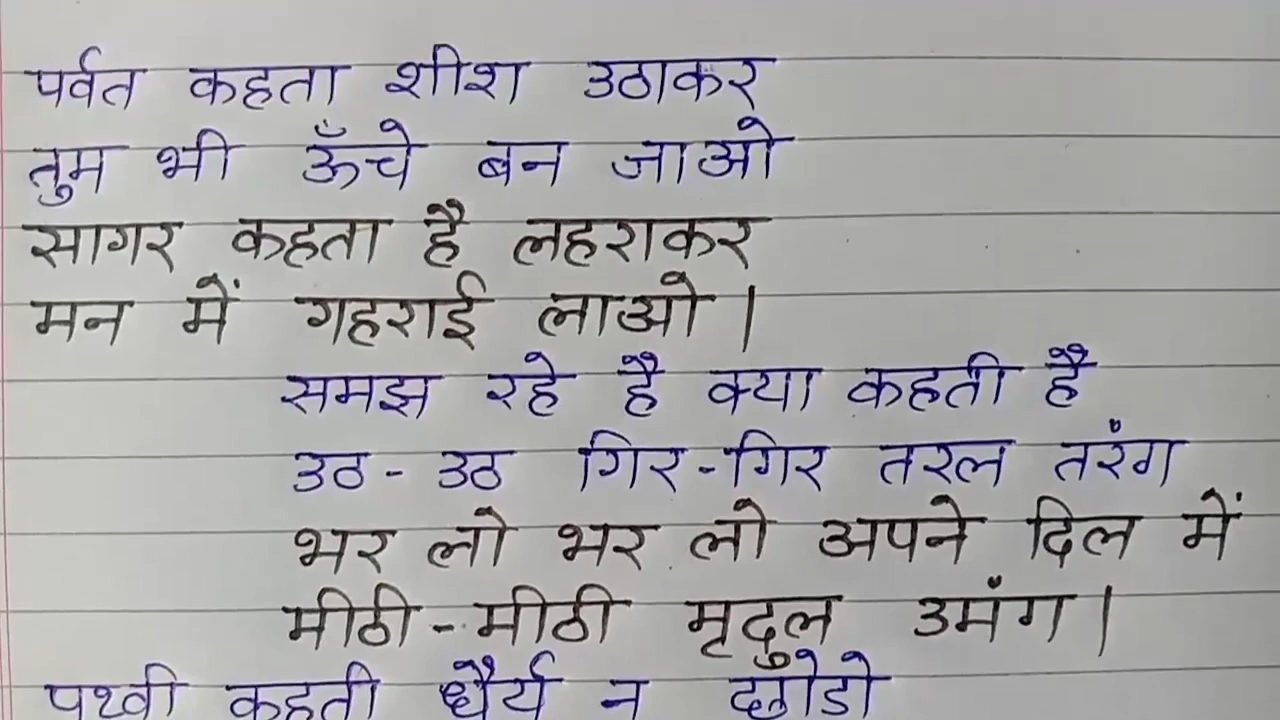 पर्वत कहता शीश उठाकर
तुम भी ऊँचे बन जाओ
सागर कहता है लहराकर
मन में गहराई लाओ।
समझ रहे है क्या कहती है
उठ - उठ गिर - गिर तरल तरंग
भर लो भर लो अपने दिल में
मीठी - मीठी मृदुल उमंग।
पथ्वी कहती धैर्य न छोडो